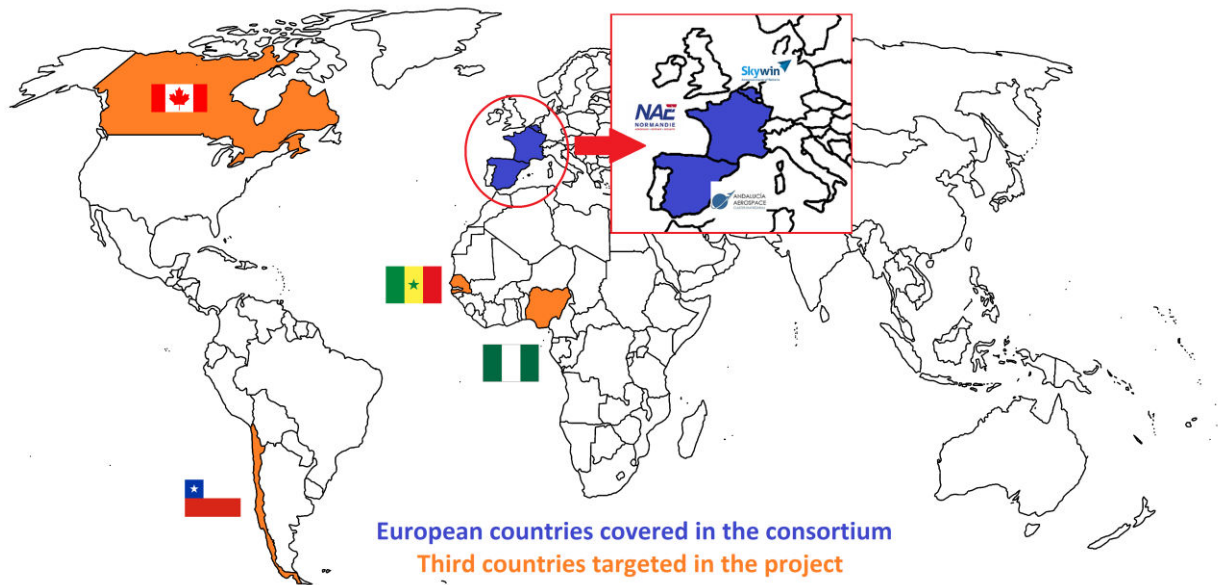 Skywin
NAE
NORMANDIE
ANDALUCÍA
AEROSPACE
European countries covered in the consortium
Third countries targeted in the project